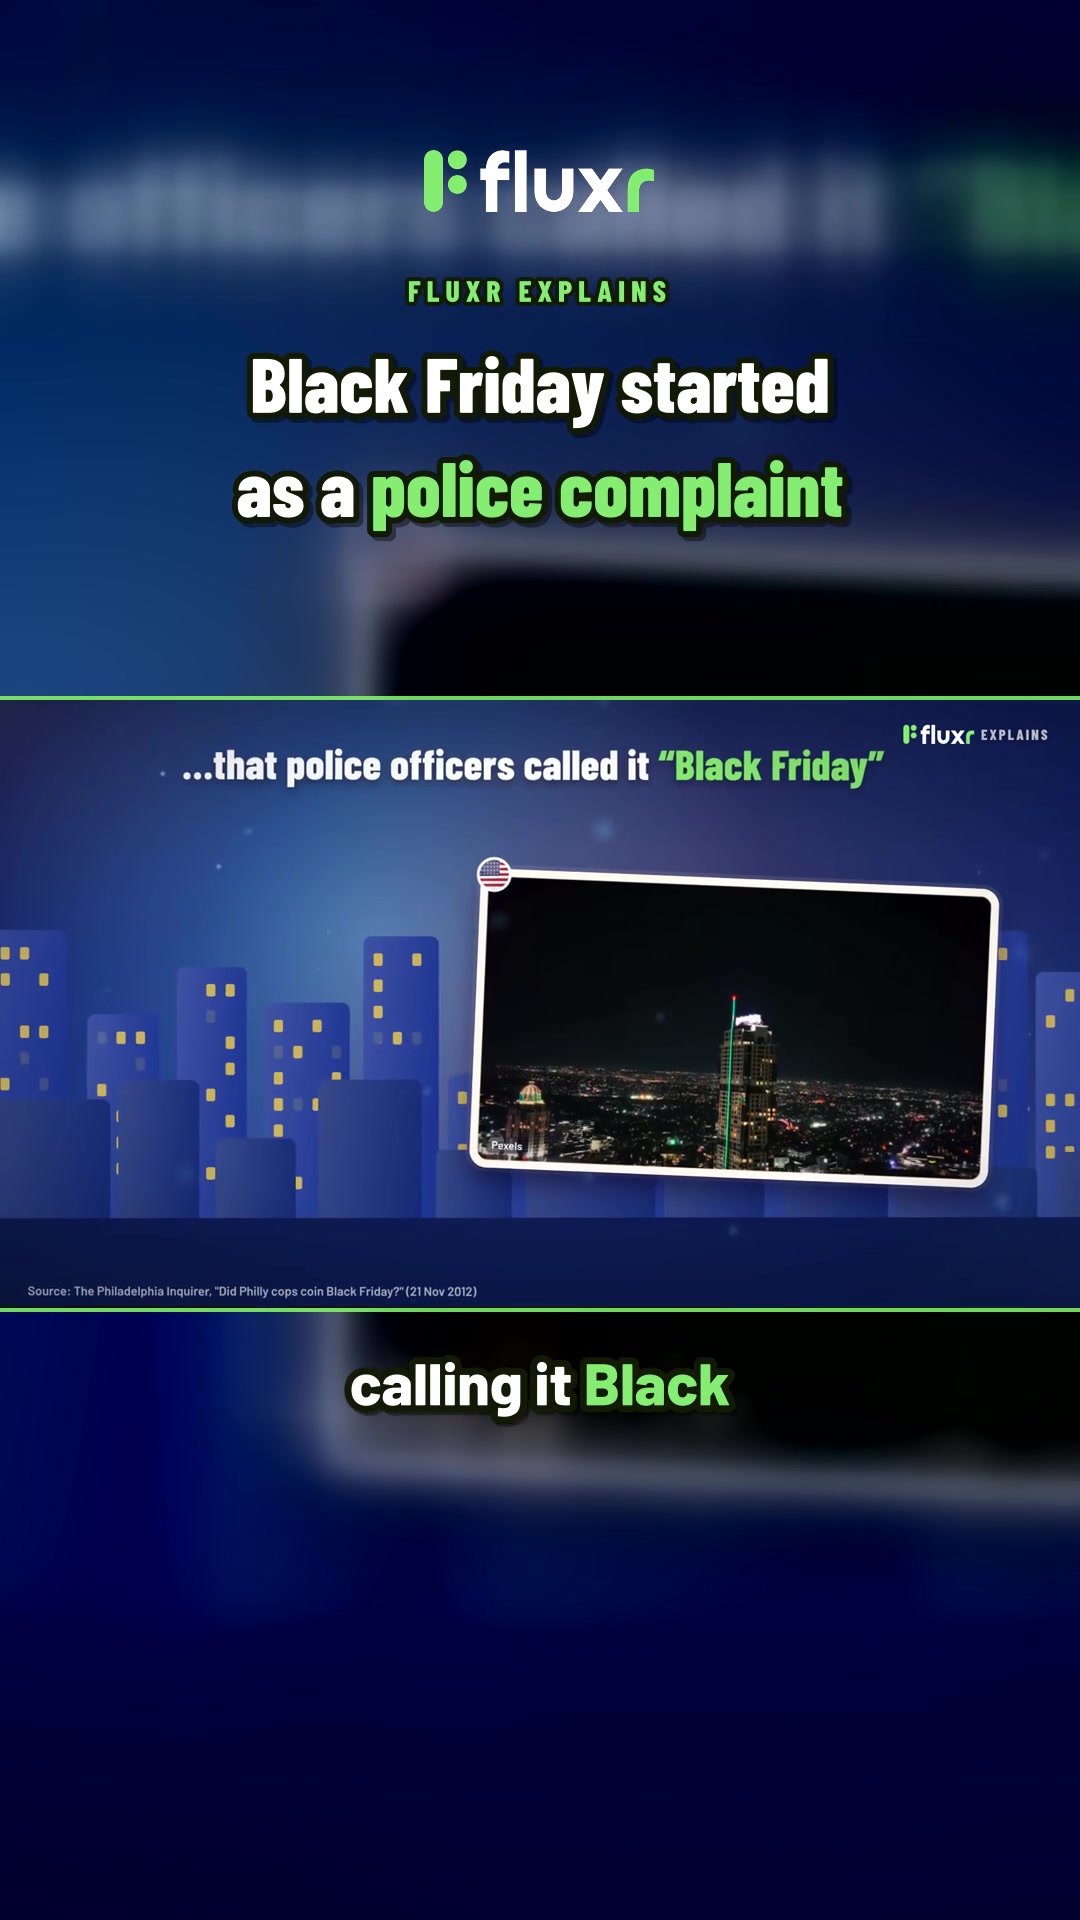 fluxr
FLUXR EXPLAINS
Black Friday started
as a police complaint
fluxr EXPLAINS
...that police officers called it “Black Friday”
Pexels
Source: The Philadelphia Inquirer, "Did Philly cops coin Black Friday?" (21 Nov 2012)
calling it Black